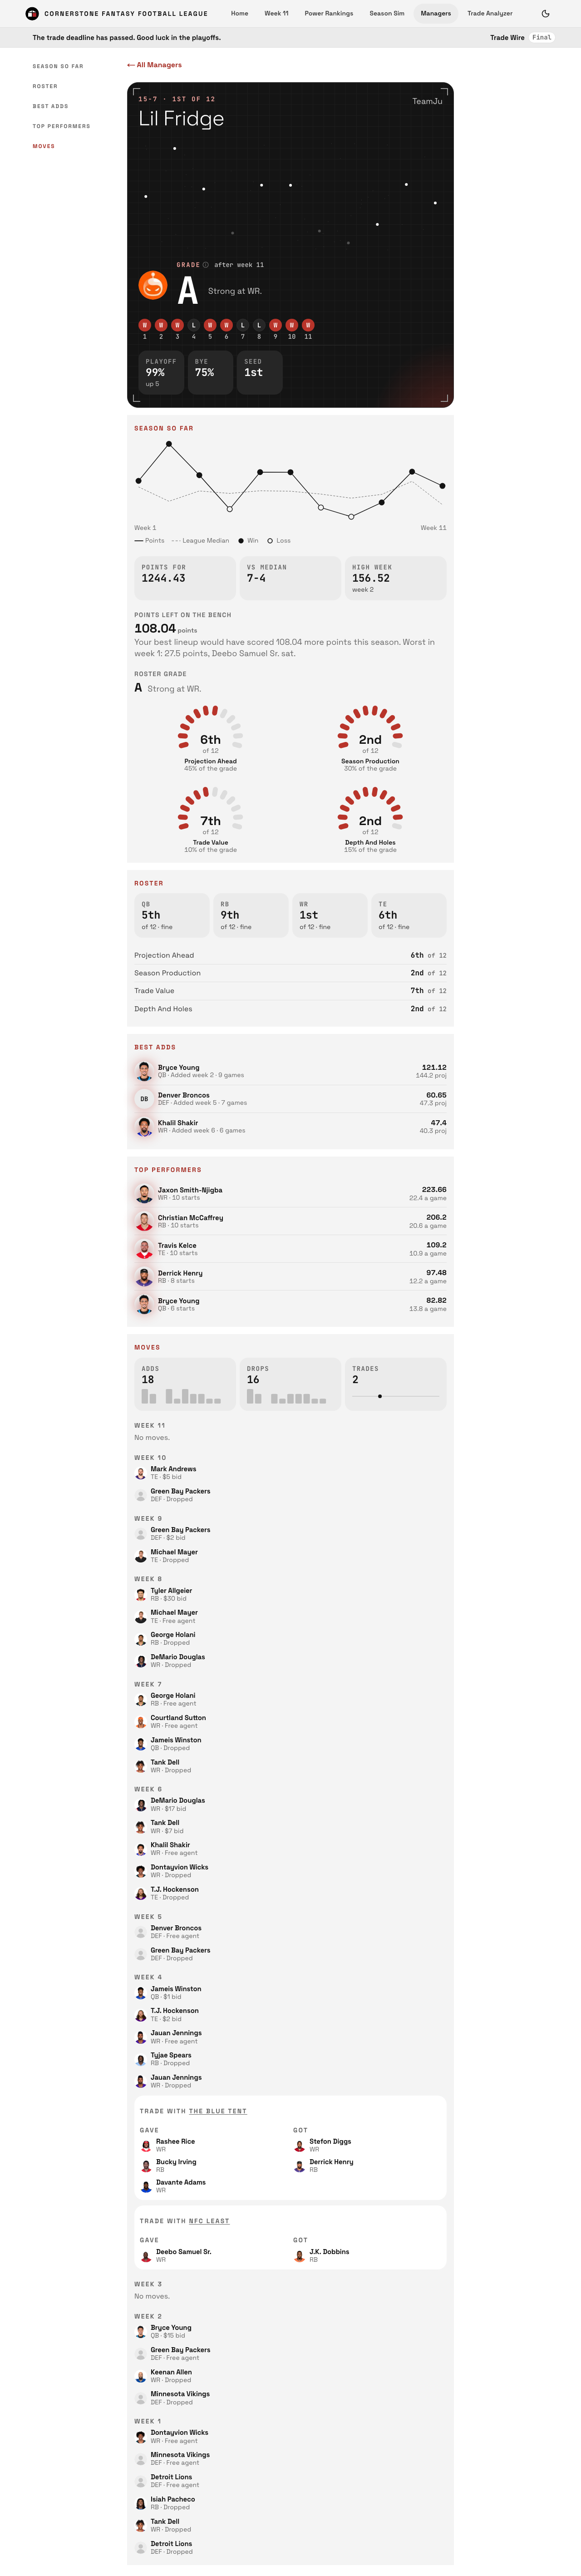 CORNERSTONE FANTASY FOOTBALL LEAGUE
Home Week 11 Power Rankings Season Sim Managers Trade Analyzer
The trade deadline has passed. Good luck in the playoffs.
Trade Wire Final
SEASON SO FAR
ROSTER
BEST ADDS
TOP PERFORMERS
MOVES
← All Managers
15-7 · 1ST OF 12
TeamJu
Lil Fridge
GRADE ⓘ after week 11
A Strong at WR.
W W W L W W L L W W W
1 2 3 4 5 6 7 8 9 10 11
PLAYOFF BYE SEED
99% 75% 1st
up 5
SEASON SO FAR
Week 1 Week 11
Points League Median Win Loss
POINTS FOR VS MEDIAN HIGH WEEK
1244.43 7-4 156.52
week 2
POINTS LEFT ON THE BENCH
108.04 points
Your best lineup would have scored 108.04 more points this season. Worst in
week 1: 27.5 points, Deebo Samuel Sr. sat.
ROSTER GRADE
A Strong at WR.
6th 2nd
of 12 of 12
Projection Ahead Season Production
45% of the grade 30% of the grade
7th 2nd
of 12 of 12
Trade Value Depth And Holes
10% of the grade 15% of the grade
ROSTER
QB RB WR TE
5th 9th 1st 6th
of 12 · fine of 12 · fine of 12 · fine of 12 · fine
Projection Ahead 6th of 12
Season Production 2nd of 12
Trade Value 7th of 12
Depth And Holes 2nd of 12
BEST ADDS
Bryce Young 121.12
QB · Added week 2 · 9 games 144.2 proj
DB Denver Broncos 60.65
DEF · Added week 5 · 7 games 47.3 proj
Khalil Shakir 47.4
WR · Added week 6 · 6 games 40.3 proj
TOP PERFORMERS
Jaxon Smith-Njigba 223.66
WR · 10 starts 22.4 a game
Christian McCaffrey 206.2
RB · 10 starts 20.6 a game
Travis Kelce 109.2
TE · 10 starts 10.9 a game
Derrick Henry 97.48
RB · 8 starts 12.2 a game
Bryce Young 82.82
QB · 6 starts 13.8 a game
MOVES
ADDS DROPS TRADES
18 16 2
WEEK 11
No moves.
WEEK 10
Mark Andrews
TE · $5 bid
Green Bay Packers
DEF · Dropped
WEEK 9
Green Bay Packers
DEF · $2 bid
Michael Mayer
TE · Dropped
WEEK 8
Tyler Allgeier
RB · $30 bid
Michael Mayer
TE · Free agent
George Holani
RB · Dropped
DeMario Douglas
WR · Dropped
WEEK 7
George Holani
RB · Free agent
Courtland Sutton
WR · Free agent
Jameis Winston
QB · Dropped
Tank Dell
WR · Dropped
WEEK 6
DeMario Douglas
WR · $17 bid
Tank Dell
WR · $7 bid
Khalil Shakir
WR · Free agent
Dontayvion Wicks
WR · Dropped
T.J. Hockenson
TE · Dropped
WEEK 5
Denver Broncos
DEF · Free agent
Green Bay Packers
DEF · Dropped
WEEK 4
Jameis Winston
QB · $1 bid
T.J. Hockenson
TE · $2 bid
Jauan Jennings
WR · Free agent
Tyjae Spears
RB · Dropped
Jauan Jennings
WR · Dropped
TRADE WITH THE BLUE TENT
GAVE GOT
Rashee Rice Stefon Diggs
WR WR
Bucky Irving Derrick Henry
RB RB
Davante Adams
WR
TRADE WITH NFC LEAST
GAVE GOT
Deebo Samuel Sr. J.K. Dobbins
WR RB
WEEK 3
No moves.
WEEK 2
Bryce Young
QB · $15 bid
Green Bay Packers
DEF · Free agent
Keenan Allen
WR · Dropped
Minnesota Vikings
DEF · Dropped
WEEK 1
Dontayvion Wicks
WR · Free agent
Minnesota Vikings
DEF · Free agent
Detroit Lions
DEF · Free agent
Isiah Pacheco
RB · Dropped
Tank Dell
WR · Dropped
Detroit Lions
DEF · Dropped